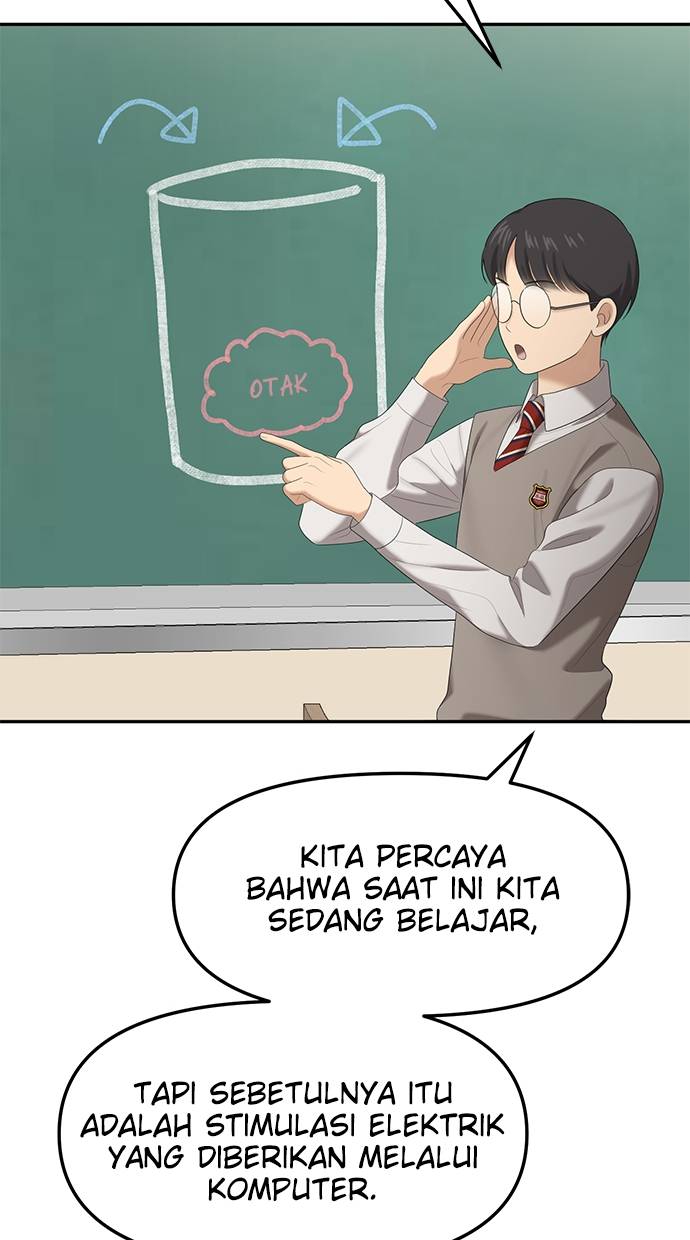 OTAK
KITA PERCAYA
BAHWA SAAT INI KITA
SEDANG BELAJAR,
TAPI SEBETULNYA ITU
ADALAH STIMULASI ELEKTRIK
YANG DIBERIKAN MELALUI
KOMPUTER.